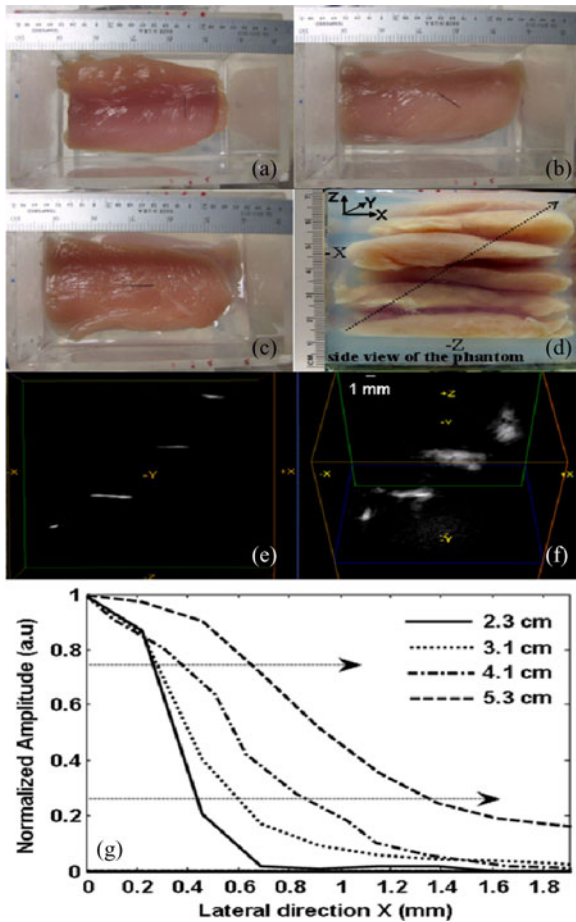 (a)
(b)
(c)
Z
Y
X
-X
-Z
side view of the phantom
(d)
-X
-Y
+X
(e)
1 mm
+Z
-Y
-X
+X
-Y
(f)
Normalized Amplitude (a.u)
1
0.8
0.6
0.4
0.2
0
2.3 cm
3.1 cm
4.1 cm
5.3 cm
(g)
0 0.2 0.4 0.6 0.8 1 1.2 1.4 1.6 1.8
Lateral direction X (mm)